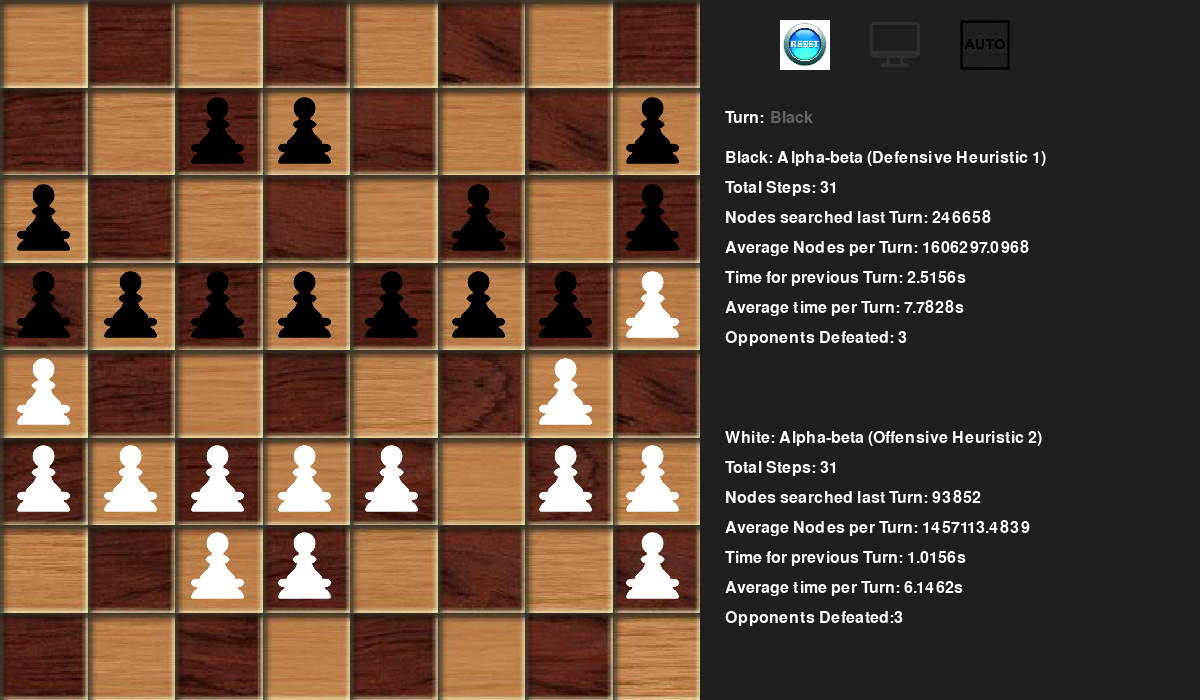 RESET
AUTO
Turn: Black
Black: Alpha-beta (Defensive Heuristic 1)
Total Steps: 31
Nodes searched last Turn: 246658
Average Nodes per Turn: 1606297.0968
Time for previous Turn: 2.5156s
Average time per Turn: 7.7828s
Opponents Defeated: 3
White: Alpha-beta (Offensive Heuristic 2)
Total Steps: 31
Nodes searched last Turn: 93852
Average Nodes per Turn: 1457113.4839
Time for previous Turn: 1.0156s
Average time per Turn: 6.1462s
Opponents Defeated:3